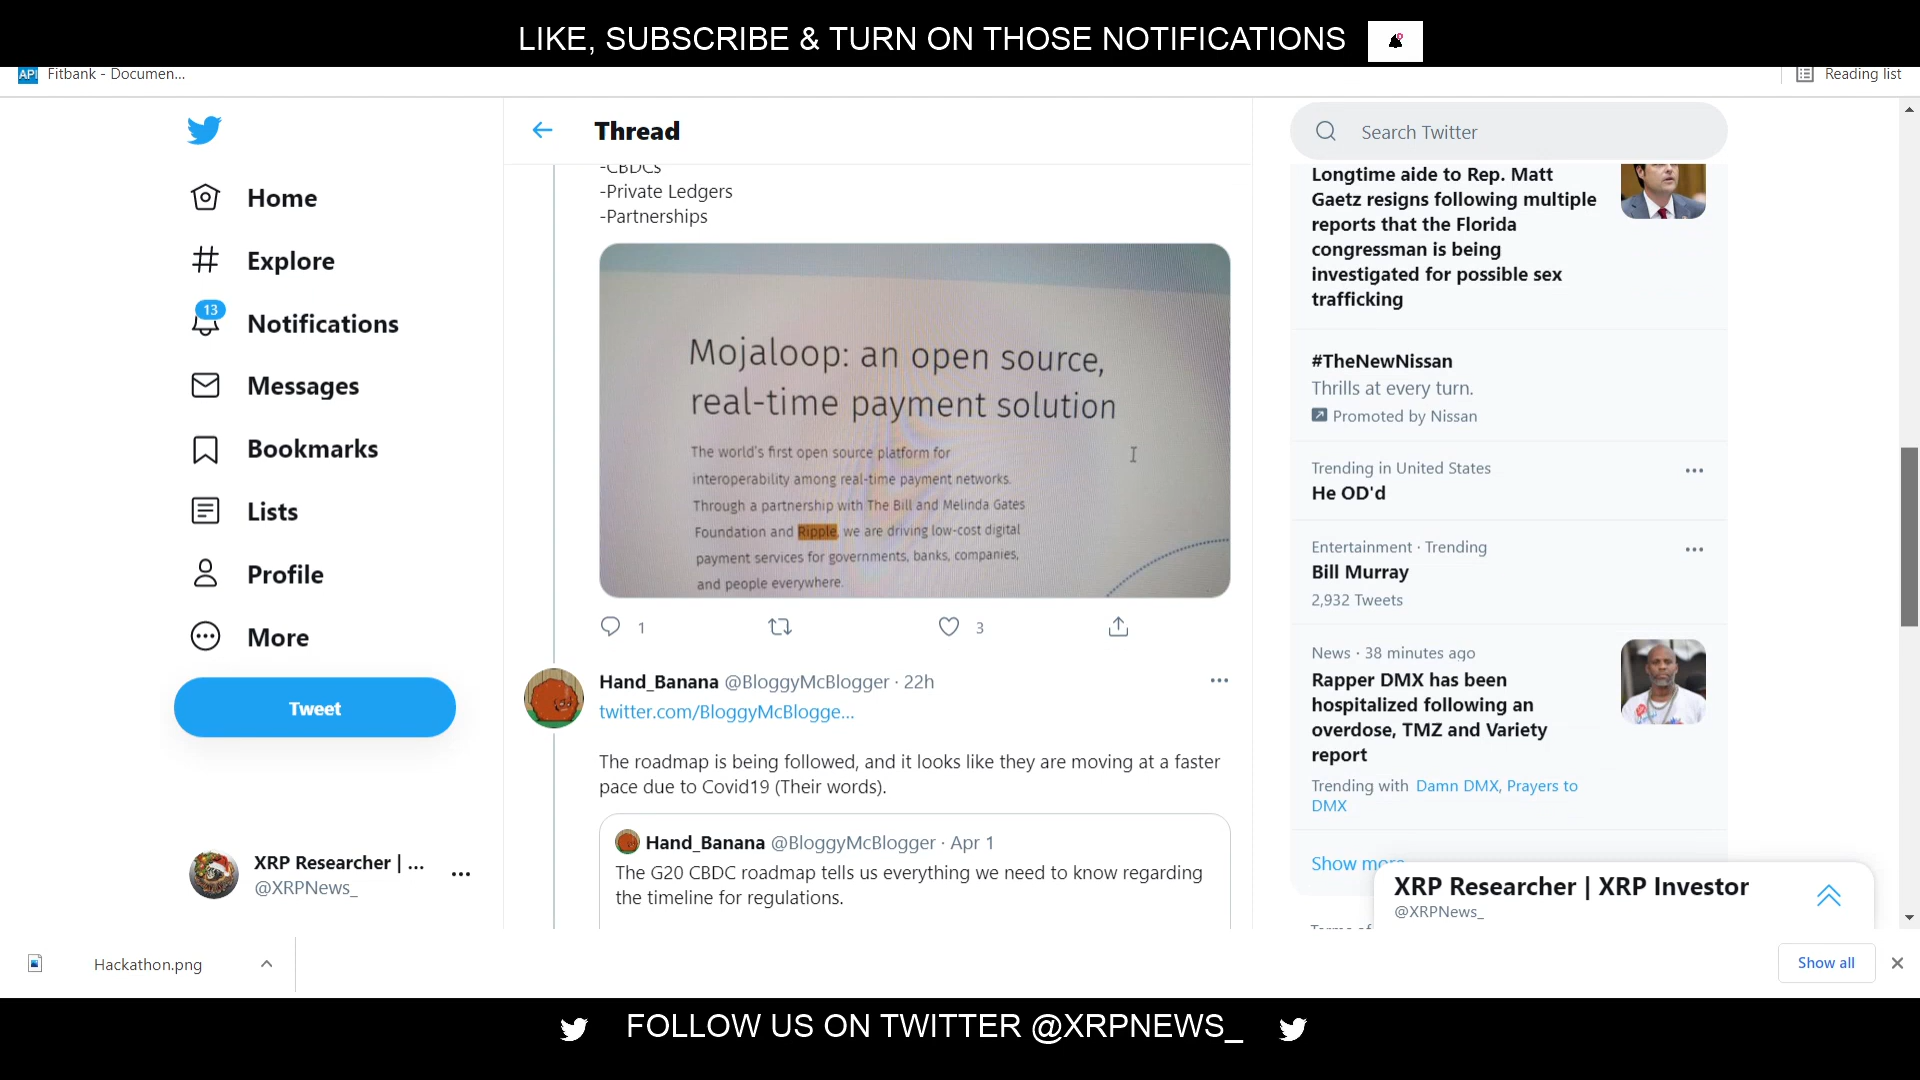 LIKE, SUBSCRIBE & TURN ON THOSE NOTIFICATIONS
API Fitbank - Documen...
Reading list
Home
Explore
13
Notifications
Messages
Bookmarks
Lists
Profile
More
Tweet
XRP Researcher | ...
@XRPNews_
Thread
-CBDCs
-Private Ledgers
-Partnerships
Mojaloop: an open source,
real-time payment solution
The world's first open source platform for
interoperability among real-time payment networks.
Through a partnership with The Bill and Melinda Gates
Foundation and Ripple, we are driving low-cost digital
payment services for governments, banks, companies,
and people everywhere.
1
3
Hand_Banana @BloggyMcBlogger · 22h
twitter.com/BloggyMcBlogge...
The roadmap is being followed, and it looks like they are moving at a faster
pace due to Covid19 (Their words).
Hand_Banana @BloggyMcBlogger · Apr 1
The G20 CBDC roadmap tells us everything we need to know regarding
the timeline for regulations.
Search Twitter
Longtime aide to Rep. Matt
Gaetz resigns following multiple
reports that the Florida
congressman is being
investigated for possible sex
trafficking
#TheNewNissan
Thrills at every turn.
Promoted by Nissan
Trending in United States
He OD'd
Entertainment · Trending
Bill Murray
2,932 Tweets
News · 38 minutes ago
Rapper DMX has been
hospitalized following an
overdose, TMZ and Variety
report
Trending with Damn DMX, Prayers to
DMX
Show more
XRP Researcher | XRP Investor
@XRPNews_
Hackathon.png
Show all
FOLLOW US ON TWITTER @XRPNEWS_